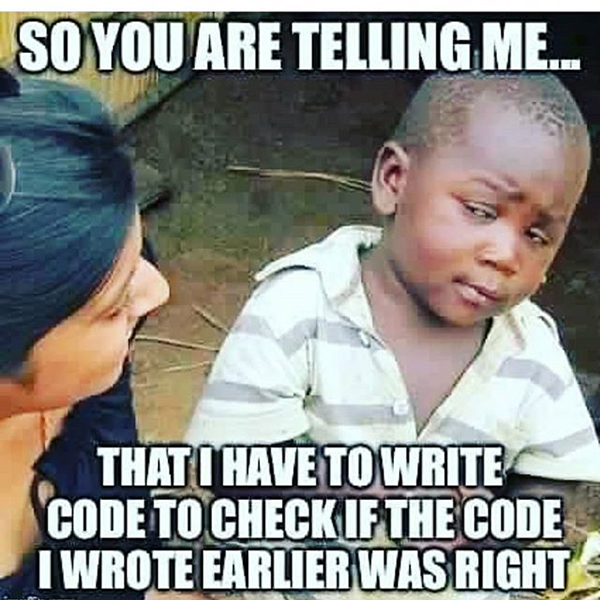 SO YOU ARE TELLING ME...
THAT I HAVE TO WRITE
CODE TO CHECK IF THE CODE
I WROTE EARLIER WAS RIGHT